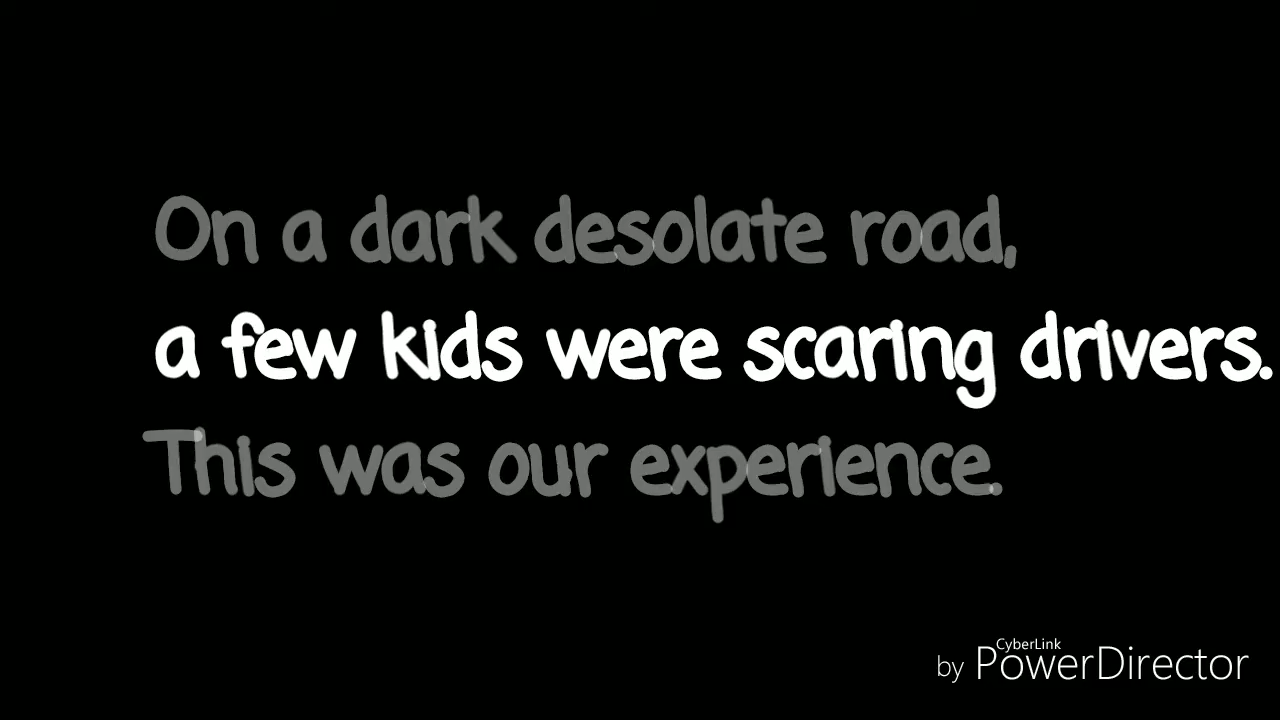 On a dark desolate road,
a few kids were scaring drivers.
This was our experience.
CyberLink
by PowerDirector